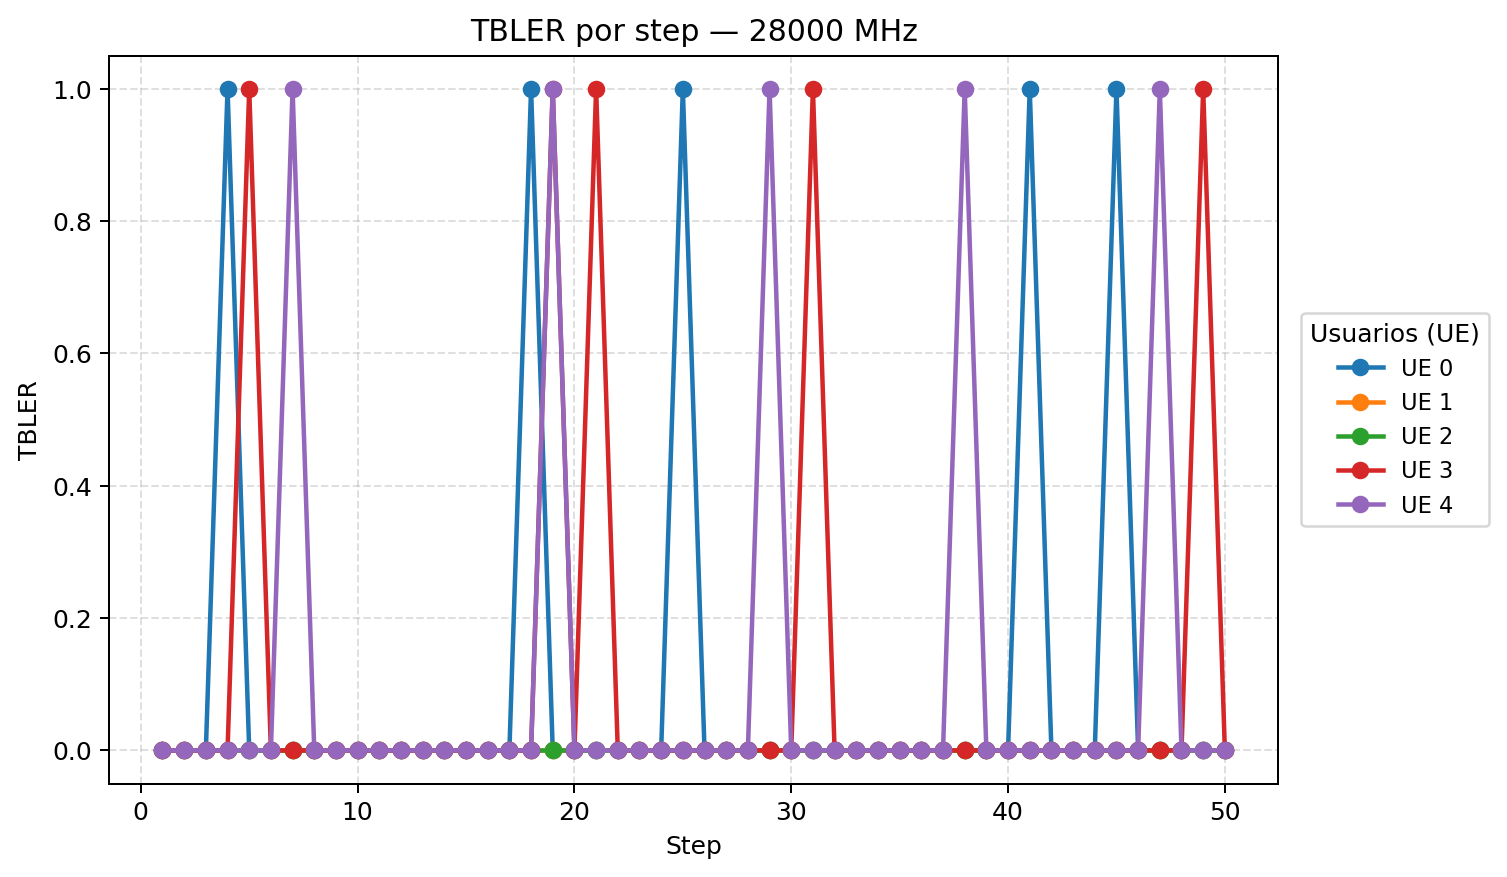 TBLER por step — 28000 MHz
TBLER
1.0
0.8
0.6
0.4
0.2
0.0
0 10 20 30 40 50
Step
Usuarios (UE)
UE 0
UE 1
UE 2
UE 3
UE 4